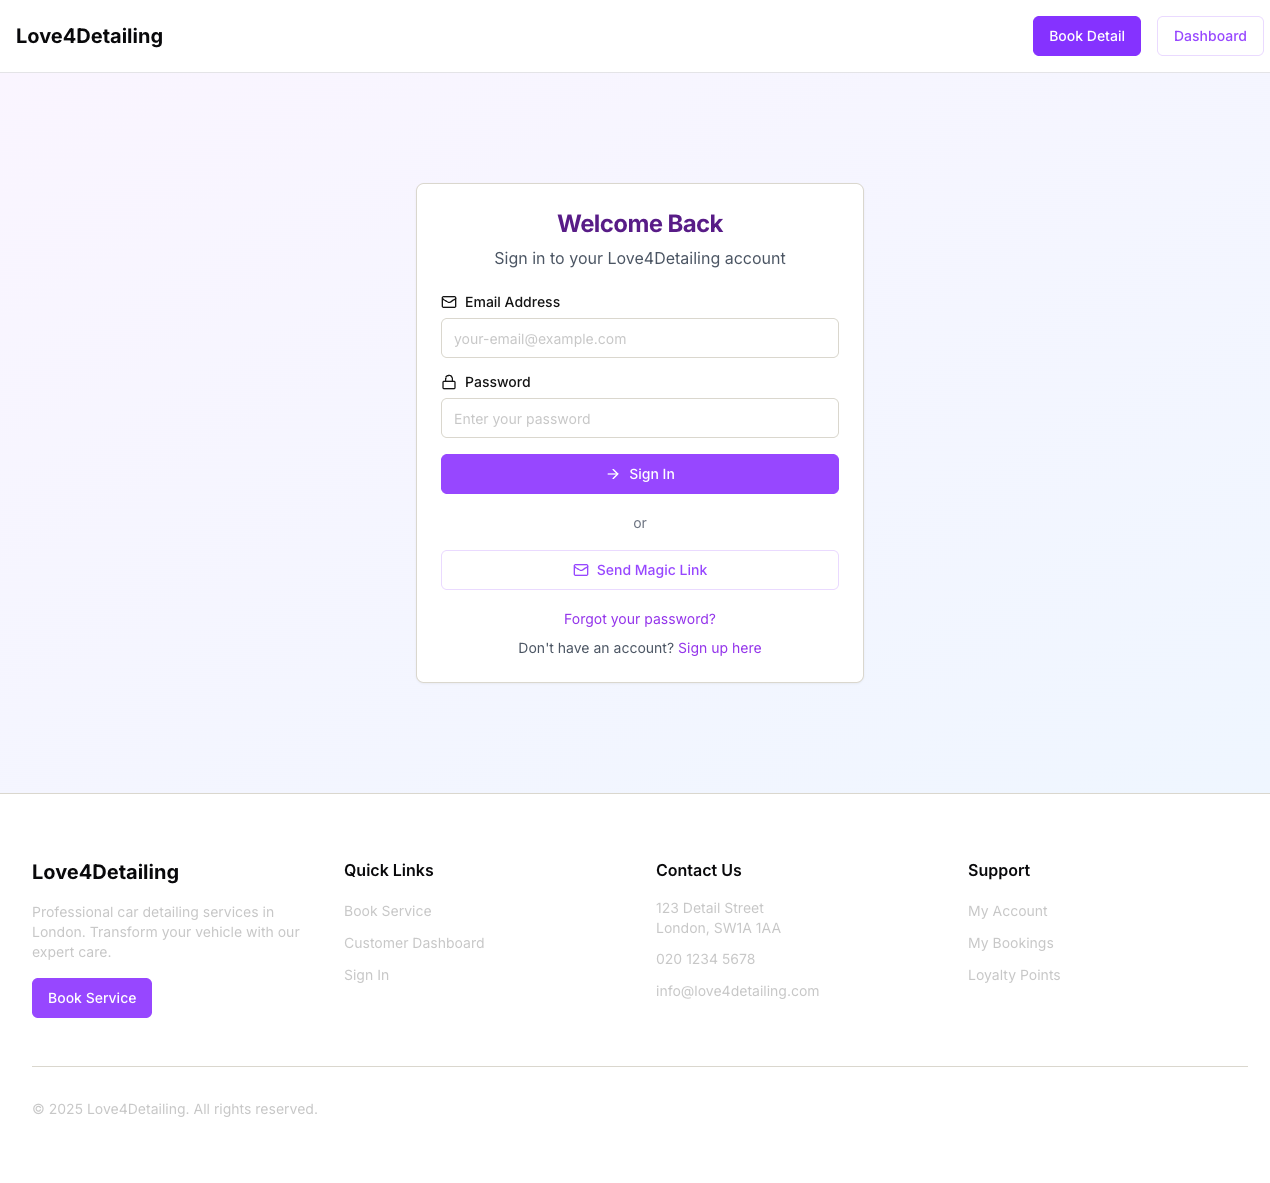 Love4Detailing
Book Detail
Dashboard
Welcome Back
Sign in to your Love4Detailing account
Email Address
your-email@example.com
Password
Enter your password
Sign In
or
Send Magic Link
Forgot your password?
Don't have an account? Sign up here
Love4Detailing
Professional car detailing services in
London. Transform your vehicle with our
expert care.
Book Service
Quick Links
Book Service
Customer Dashboard
Sign In
Contact Us
123 Detail Street
London, SW1A 1AA
020 1234 5678
info@love4detailing.com
Support
My Account
My Bookings
Loyalty Points
© 2025 Love4Detailing. All rights reserved.